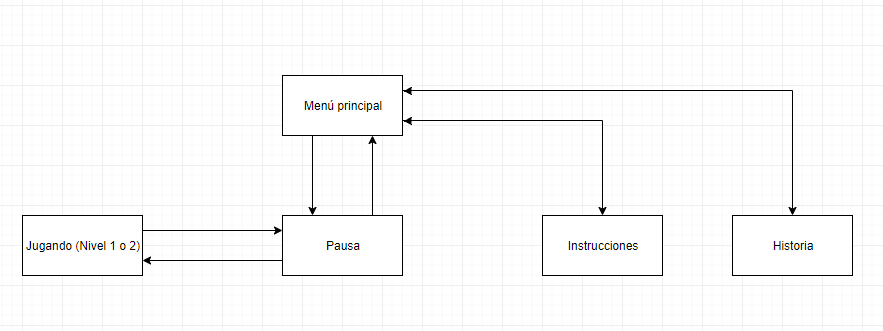 Menú principal
Jugando (Nivel 1 o 2)
Pausa
Instrucciones
Historia